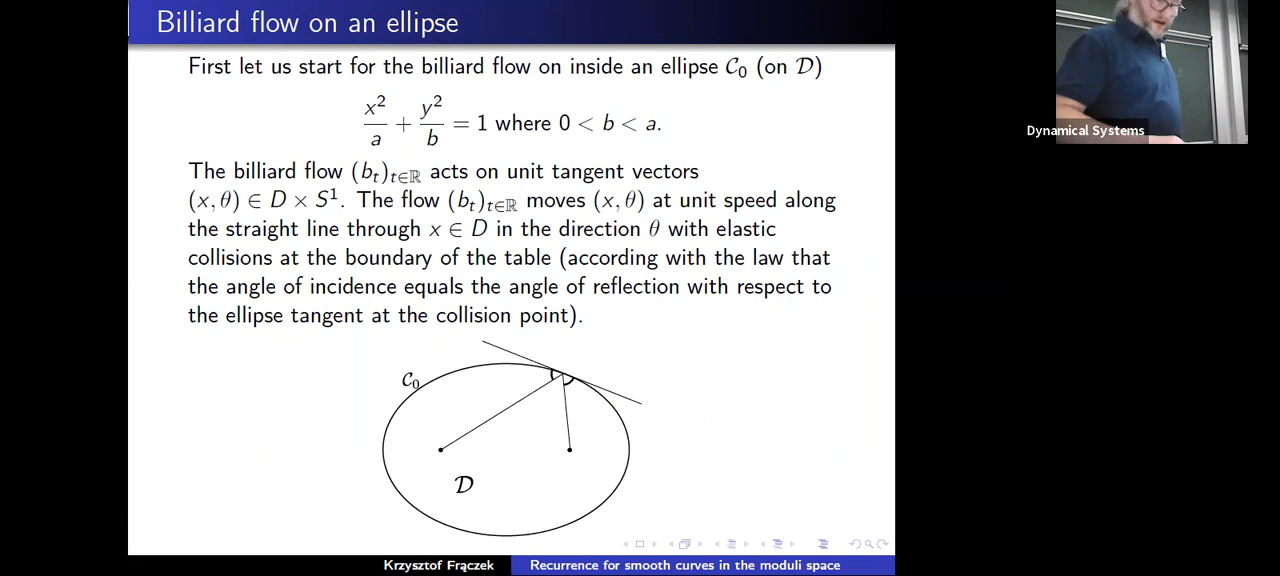 Billiard flow on an ellipse
First let us start for the billiard flow on inside an ellipse 𝒞₀ (on 𝒟)
x²/a + y²/b = 1 where 0 < b < a.
The billiard flow (bₜ)ₜ∈ℝ acts on unit tangent vectors
(x, θ) ∈ D × S¹. The flow (bₜ)ₜ∈ℝ moves (x, θ) at unit speed along
the straight line through x ∈ D in the direction θ with elastic
collisions at the boundary of the table (according with the law that
the angle of incidence equals the angle of reflection with respect to
the ellipse tangent at the collision point).
𝒞₀
𝒟
Krzysztof Frączek
Recurrence for smooth curves in the moduli space
Dynamical Systems